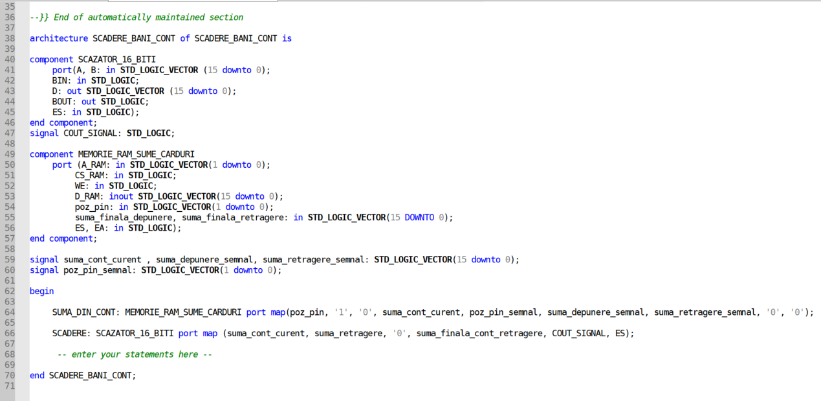 35
36 --}} End of automatically maintained section
37
38 architecture SCADERE_BANI_CONT of SCADERE_BANI_CONT is
39
40 component SCAZATOR_16_BITI
41 port(A, B: in STD_LOGIC_VECTOR (15 downto 0);
42 BIN: in STD_LOGIC;
43 D: out STD_LOGIC_VECTOR (15 downto 0);
44 BOUT: out STD_LOGIC;
45 ES: in STD_LOGIC);
46 end component;
47 signal COUT_SIGNAL: STD_LOGIC;
48
49 component MEMORIE_RAM_SUME_CARDURI
50 port (A_RAM: in STD_LOGIC_VECTOR(1 downto 0);
51 CS_RAM: in STD_LOGIC;
52 WE: in STD_LOGIC;
53 D_RAM: inout STD_LOGIC_VECTOR(15 downto 0);
54 poz_pin: in STD_LOGIC_VECTOR(1 downto 0);
55 suma_finala_depunere, suma_finala_retragere: in STD_LOGIC_VECTOR(15 DOWNTO 0);
56 ES, EA: in STD_LOGIC);
57 end component;
58
59 signal suma_cont_curent , suma_depunere_semnal, suma_retragere_semnal: STD_LOGIC_VECTOR(15 downto 0);
60 signal poz_pin_semnal: STD_LOGIC_VECTOR(1 downto 0);
61
62 begin
63
64 SUMA_DIN_CONT: MEMORIE_RAM_SUME_CARDURI port map(poz_pin, '1', '0', suma_cont_curent, poz_pin_semnal, suma_depunere_semnal, suma_retragere_semnal, '0', '0');
65
66 SCADERE: SCAZATOR_16_BITI port map (suma_cont_curent, suma_retragere, '0', suma_finala_cont_retragere, COUT_SIGNAL, ES);
67
68 -- enter your statements here --
69
70 end SCADERE_BANI_CONT;
71